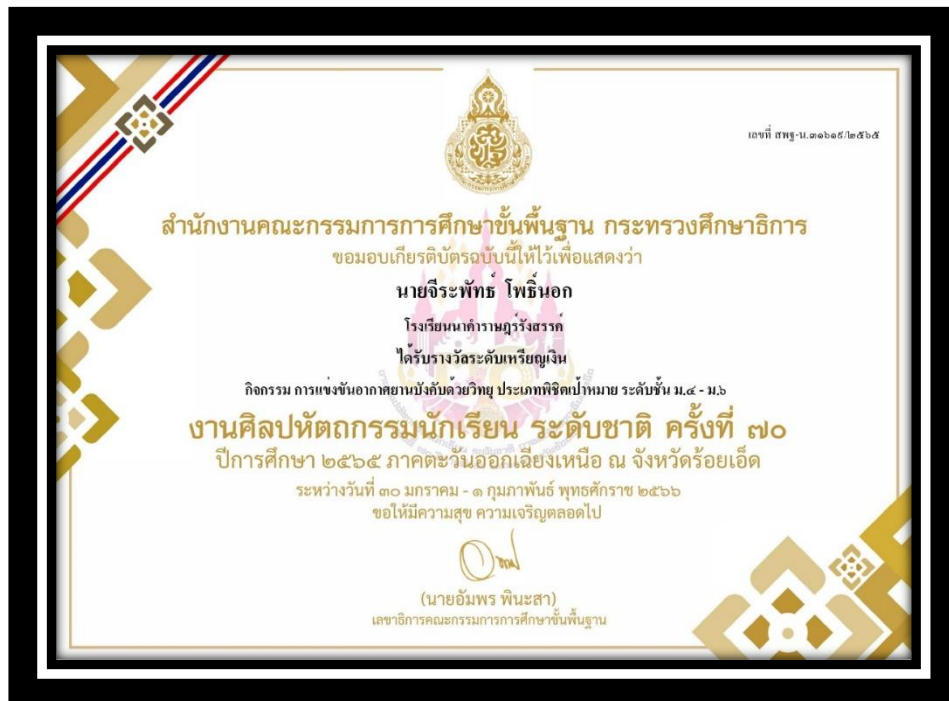 เลขที่ สพฐ-น.๓๑๖๑๙/๒๕๖๕
สำนักงานคณะกรรมการการศึกษาขั้นพื้นฐาน กระทรวงศึกษาธิการ
ขอมอบเกียรติบัตรฉบับนี้ให้ไว้เพื่อแสดงว่า
นายจีระพัทธ์ โพธิ์นอก
โรงเรียนนาคำราษฎร์รังสรรค์
ได้รับรางวัลระดับเหรียญเงิน
กิจกรรม การแข่งขันอากาศยานบังคับด้วยวิทยุ ประเภทพิชิตเป้าหมาย ระดับชั้น ม.๔ - ม.๖
งานศิลปหัตถกรรมนักเรียน ระดับชาติ ครั้งที่ ๗๐
ปีการศึกษา ๒๕๖๕ ภาคตะวันออกเฉียงเหนือ ณ จังหวัดร้อยเอ็ด
ระหว่างวันที่ ๓๐ มกราคม - ๑ กุมภาพันธ์ พุทธศักราช ๒๕๖๖
ขอให้มีความสุข ความเจริญตลอดไป
(นายอัมพร พินะสา)
เลขาธิการคณะกรรมการการศึกษาขั้นพื้นฐาน